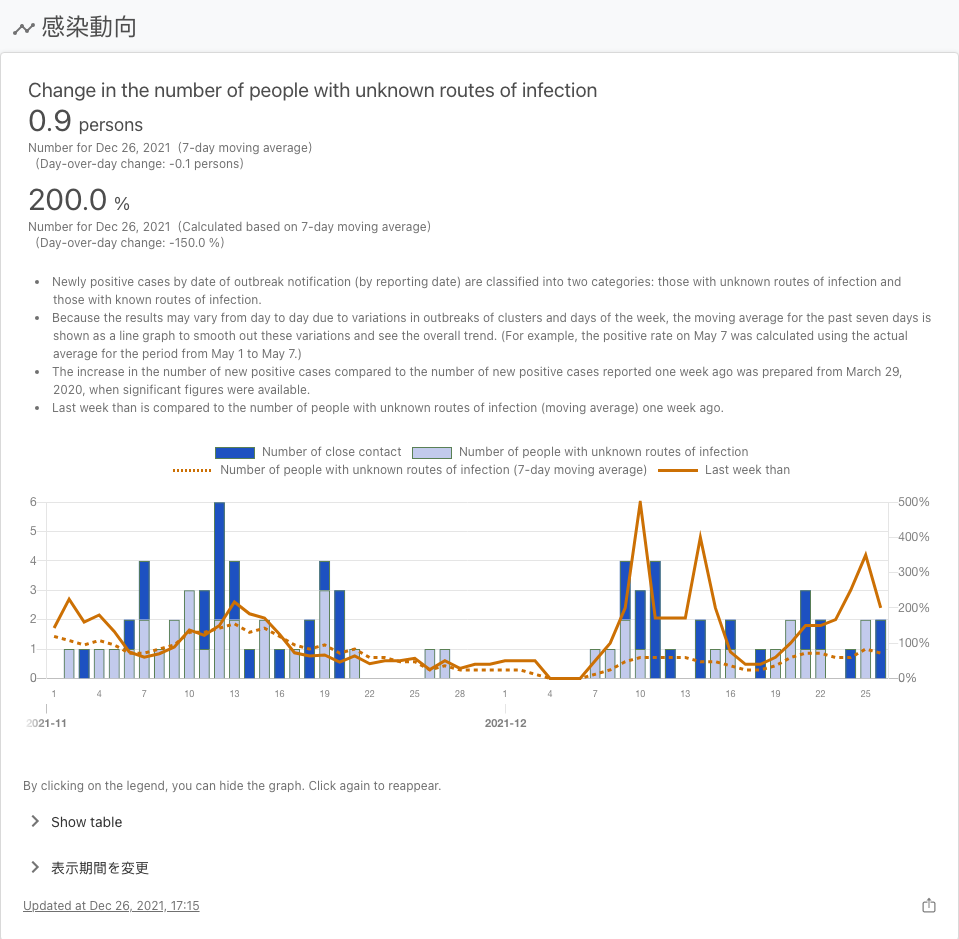 感染動向
Change in the number of people with unknown routes of infection
0.9 persons
Number for Dec 26, 2021 (7-day moving average)
(Day-over-day change: -0.1 persons)
200.0 %
Number for Dec 26, 2021 (Calculated based on 7-day moving average)
(Day-over-day change: -150.0 %)
• Newly positive cases by date of outbreak notification (by reporting date) are classified into two categories: those with unknown routes of infection and
those with known routes of infection.
• Because the results may vary from day to day due to variations in outbreaks of clusters and days of the week, the moving average for the past seven days is
shown as a line graph to smooth out these variations and see the overall trend. (For example, the positive rate on May 7 was calculated using the actual
average for the period from May 1 to May 7.)
• The increase in the number of new positive cases compared to the number of new positive cases reported one week ago was prepared from March 29,
2020, when significant figures were available.
• Last week than is compared to the number of people with unknown routes of infection (moving average) one week ago.
Number of close contact Number of people with unknown routes of infection
Number of people with unknown routes of infection (7-day moving average) Last week than
6 500%
5 400%
4 300%
3 200%
2 100%
1 0%
0
1 4 7 10 13 16 19 22 25 28 1 4 7 10 13 16 19 22 25
2021-11 2021-12
By clicking on the legend, you can hide the graph. Click again to reappear.
Show table
表示期間を変更
Updated at Dec 26, 2021, 17:15